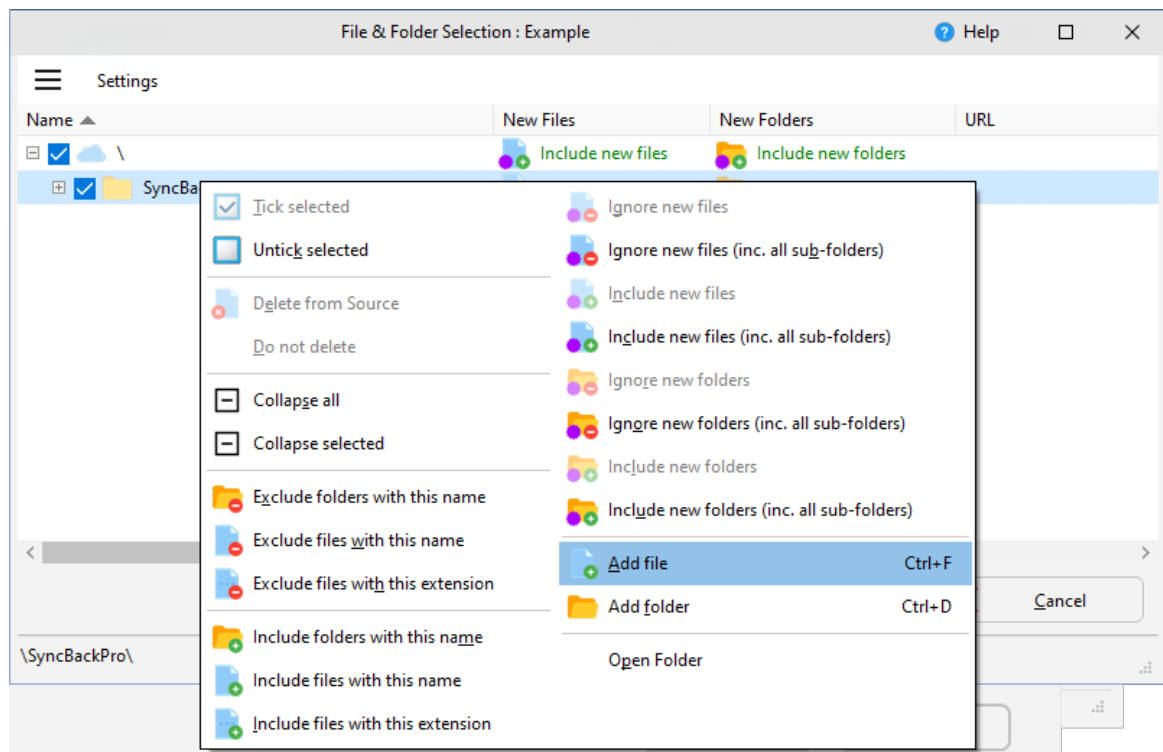 File & Folder Selection : Example
Help
Settings
Name New Files New Folders URL
\ Include new files Include new folders
SyncBa
Tick selected
Untick selected
Delete from Source
Do not delete
Collapse all
Collapse selected
Exclude folders with this name
Exclude files with this name
Exclude files with this extension
Include folders with this name
Include files with this name
Include files with this extension
Ignore new files
Ignore new files (inc. all sub-folders)
Include new files
Include new files (inc. all sub-folders)
Ignore new folders
Ignore new folders (inc. all sub-folders)
Include new folders
Include new folders (inc. all sub-folders)
Add file Ctrl+F
Add folder Ctrl+D
Open Folder
Cancel
\SyncBackPro\